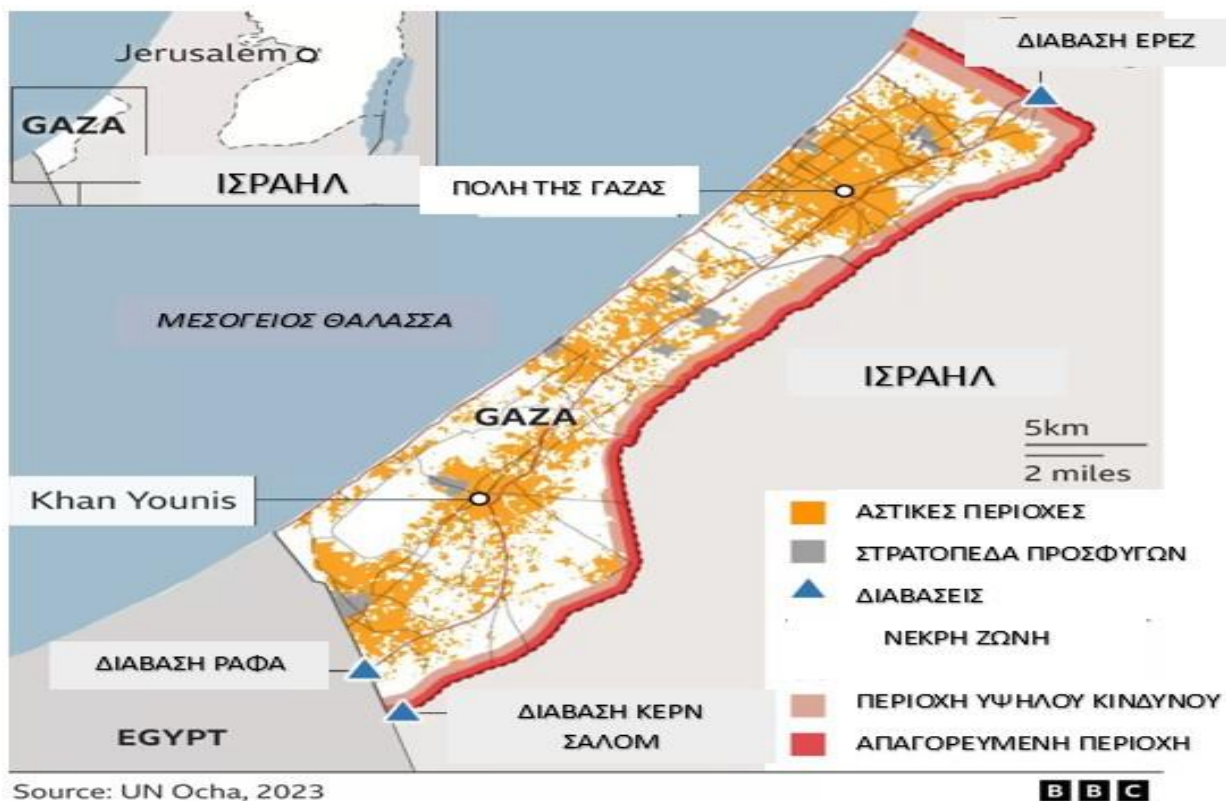 Jerusalem
GAZA
ΙΣΡΑΗΛ
ΔΙΑΒΑΣΗ ΕΡΕΖ
ΠΟΛΗ ΤΗΣ ΓΑΖΑΣ
ΜΕΣΟΓΕΙΟΣ ΘΑΛΑΣΣΑ
ΙΣΡΑΗΛ
GAZA
5km
2 miles
Khan Younis
ΑΣΤΙΚΕΣ ΠΕΡΙΟΧΕΣ
ΣΤΡΑΤΟΠΕΔΑ ΠΡΟΣΦΥΓΩΝ
ΔΙΑΒΑΣΕΙΣ
ΝΕΚΡΗ ΖΩΝΗ
ΠΕΡΙΟΧΗ ΥΨΗΛΟΥ ΚΙΝΔΥΝΟΥ
ΑΠΑΓΟΡΕΥΜΕΝΗ ΠΕΡΙΟΧΗ
ΔΙΑΒΑΣΗ ΡΑΦΑ
ΔΙΑΒΑΣΗ ΚΕΡΝ
ΣΑΛΟΜ
EGYPT
Source: UN Ocha, 2023
BBC